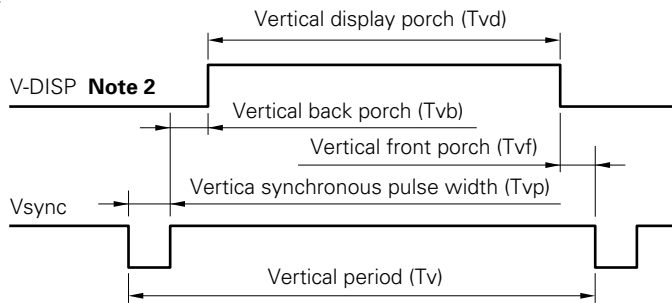 Vertical display porch (Tvd)
V-DISP Note 2
Vertical back porch (Tvb)
Vertical front porch (Tvf)
Vertica synchronous pulse width (Tvp)
Vsync
Vertical period (Tv)